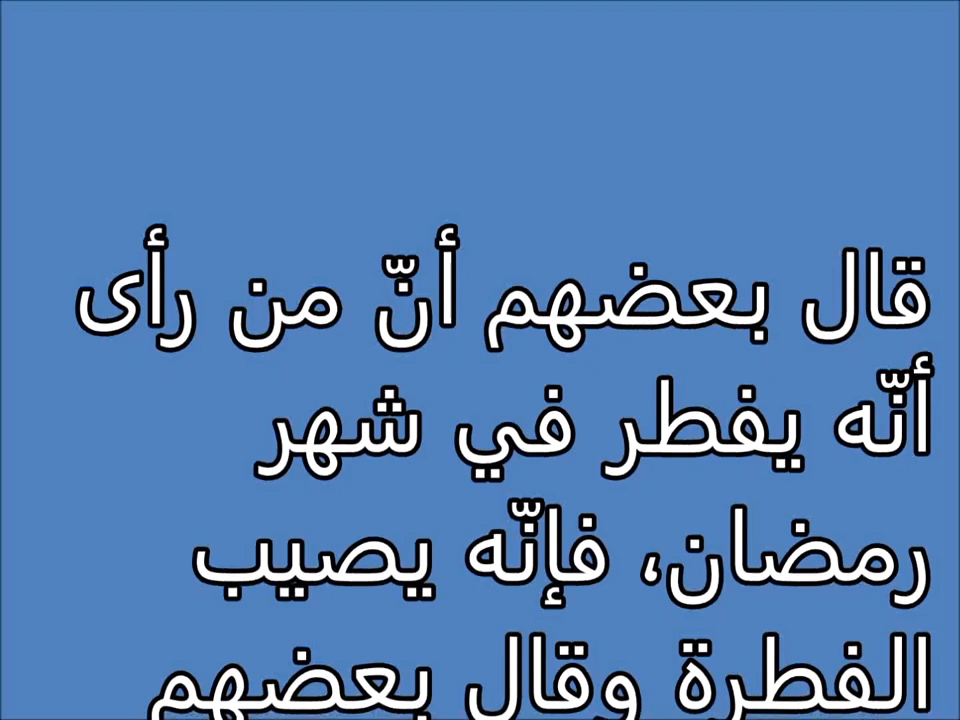 قال بعضهم أنّ من رأى
أنّه يفطر في شهر
رمضان، فإنّه يصيب
الفطرة وقال بعضهم